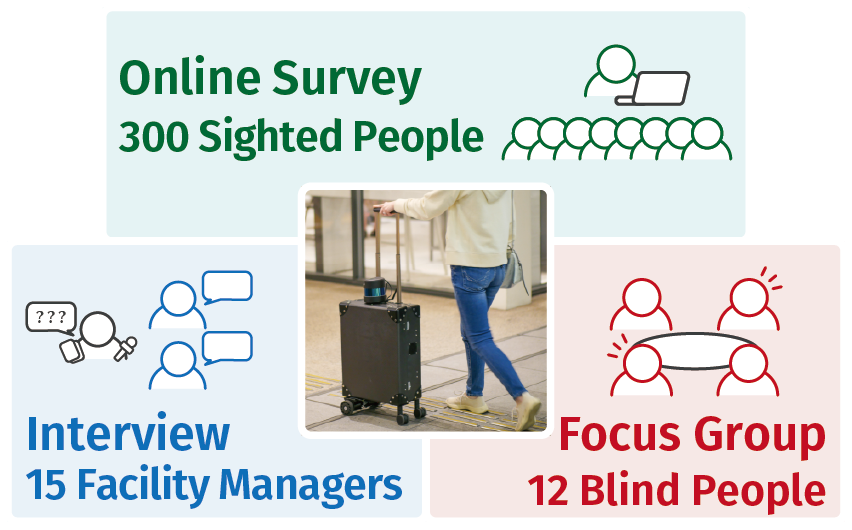 Online Survey
300 Sighted People
???
Interview
15 Facility Managers
Focus Group
12 Blind People